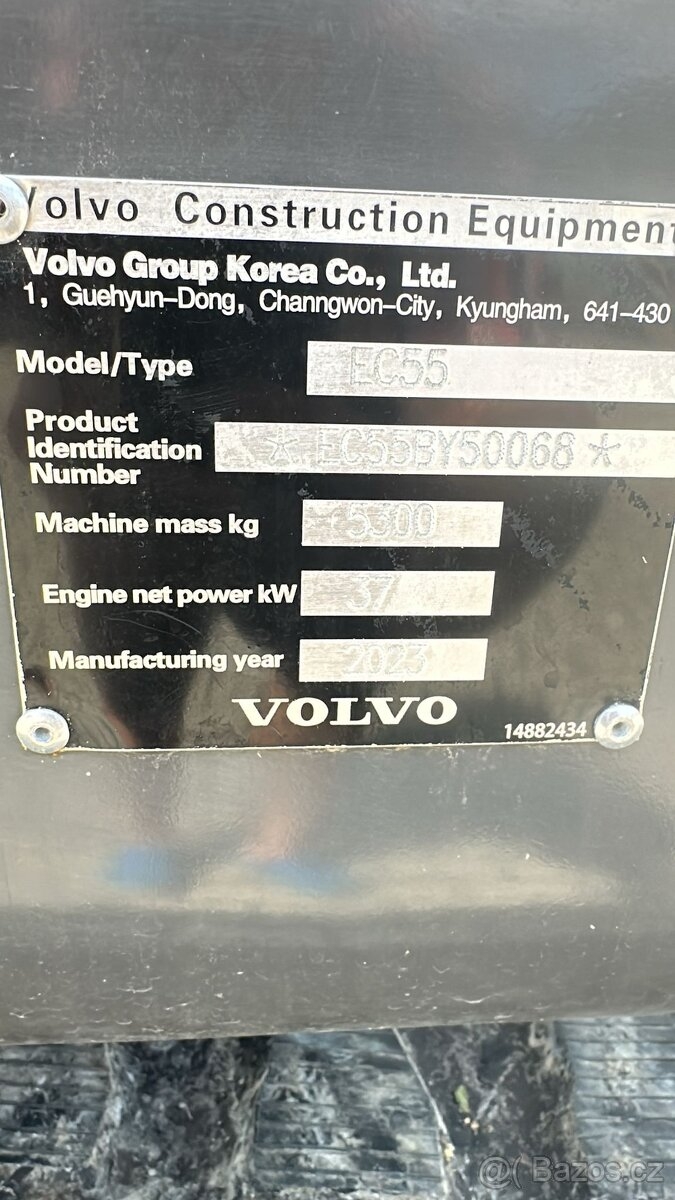 Volvo Construction Equipment
Volvo Group Korea Co., Ltd.
1, Guehyun-Dong, Channgwon-City, Kyungham, 641-430
Model/Type EC55
Product
Identification
Number
* EC55BY50068 *
Machine mass kg 5300
Engine net power kW 37
Manufacturing year 2023
VOLVO
14882434
@( Bazos.cz